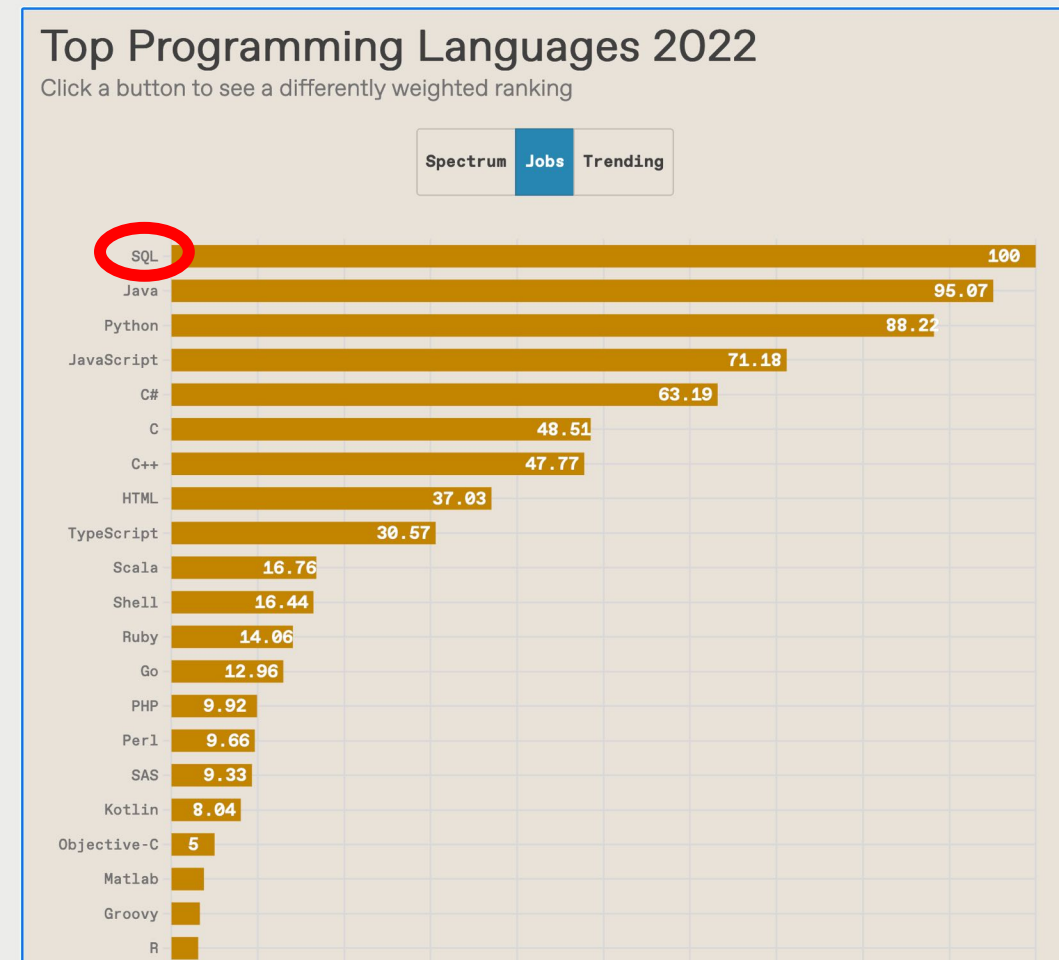 Top Programming Languages 2022
Click a button to see a differently weighted ranking
Spectrum Jobs Trending
SQL 100
Java 95.07
Python 88.22
JavaScript 71.18
C# 63.19
C 48.51
C++ 47.77
HTML 37.03
TypeScript 30.57
Scala 16.76
Shell 16.44
Ruby 14.06
Go 12.96
PHP 9.92
Perl 9.66
SAS 9.33
Kotlin 8.04
Objective-C 5
Matlab
Groovy
R